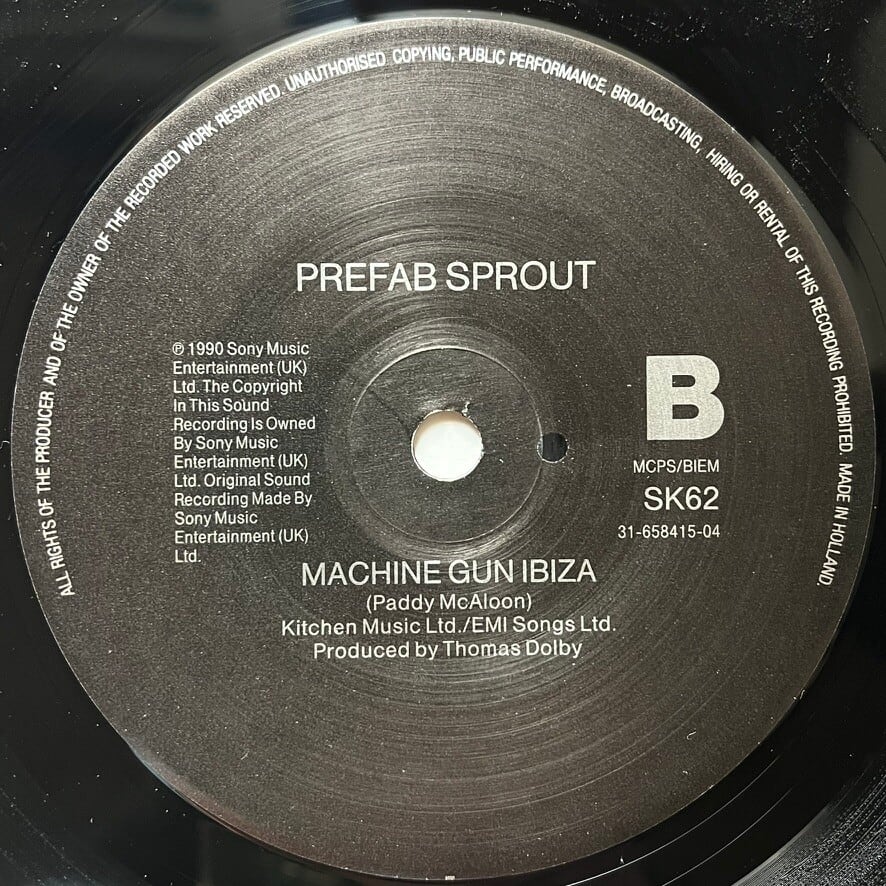 ALL RIGHTS OF THE PRODUCER AND OF THE OWNER OF THE RECORDED WORK RESERVED. UNAUTHORISED COPYING, PUBLIC PERFORMANCE, BROADCASTING, HIRING OR RENTAL OF THIS RECORDING PROHIBITED. MADE IN HOLLAND.
PREFAB SPROUT
℗ 1990 Sony Music
Entertainment (UK)
Ltd. The Copyright
In This Sound
Recording Is Owned
By Sony Music
Entertainment (UK)
Ltd. Original Sound
Recording Made By
Sony Music
Entertainment (UK)
Ltd.
B
MCPS/BIEM
SK62
31-658415-04
MACHINE GUN IBIZA
(Paddy McAloon)
Kitchen Music Ltd./EMI Songs Ltd.
Produced by Thomas Dolby